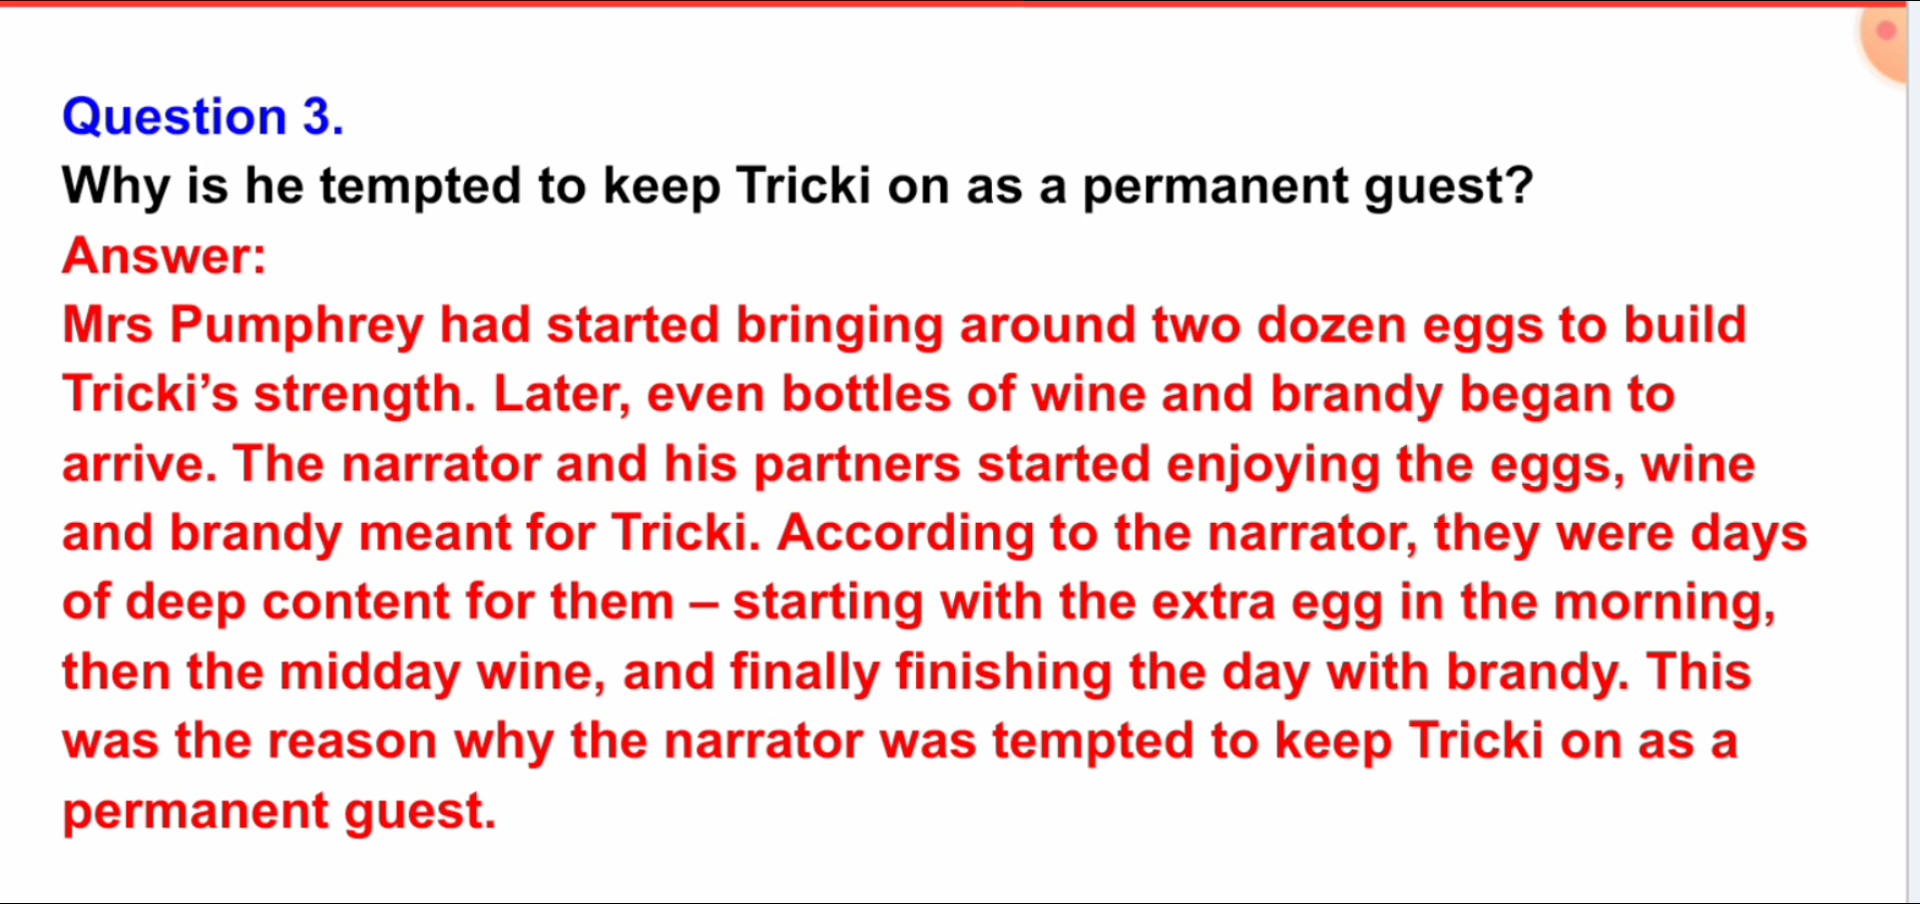 Question 3.
Why is he tempted to keep Tricki on as a permanent guest?
Answer:
Mrs Pumphrey had started bringing around two dozen eggs to build
Tricki’s strength. Later, even bottles of wine and brandy began to
arrive. The narrator and his partners started enjoying the eggs, wine
and brandy meant for Tricki. According to the narrator, they were days
of deep content for them – starting with the extra egg in the morning,
then the midday wine, and finally finishing the day with brandy. This
was the reason why the narrator was tempted to keep Tricki on as a
permanent guest.